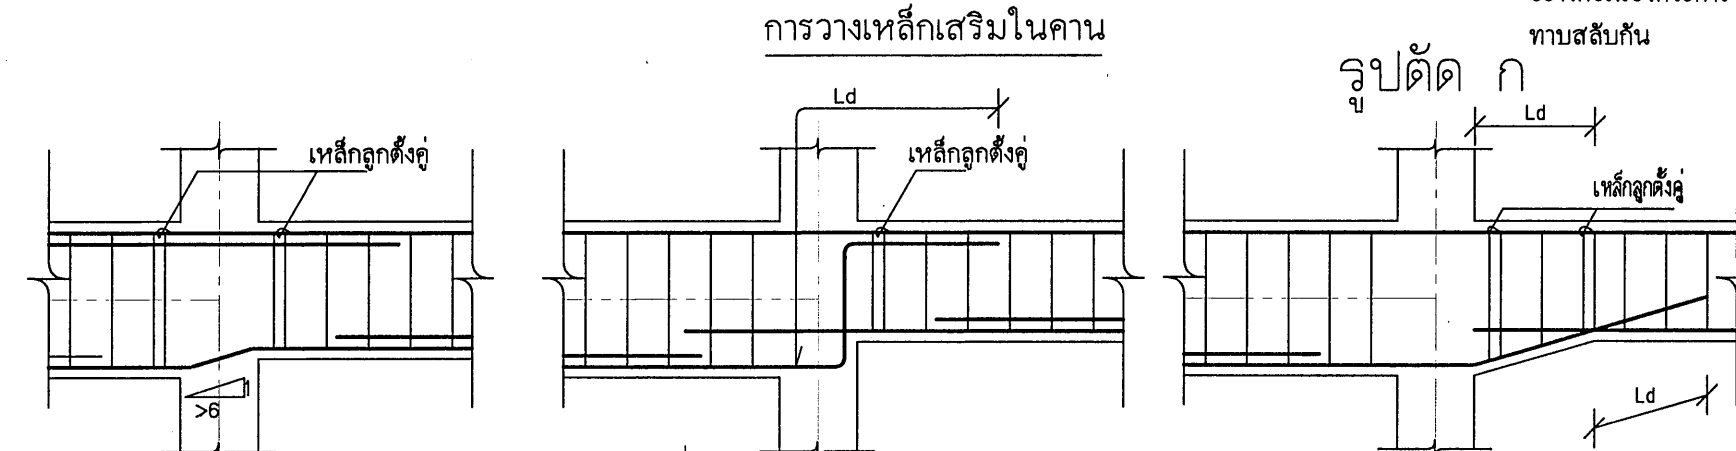 การวางเหล็กเสริมในคาน
ทาบสลับกัน
รูปตัด ก
Ld
Ld
เหล็กลูกตั้งคู่
เหล็กลูกตั้งคู่
เหล็กลูกตั้งคู่
1
>6
Ld